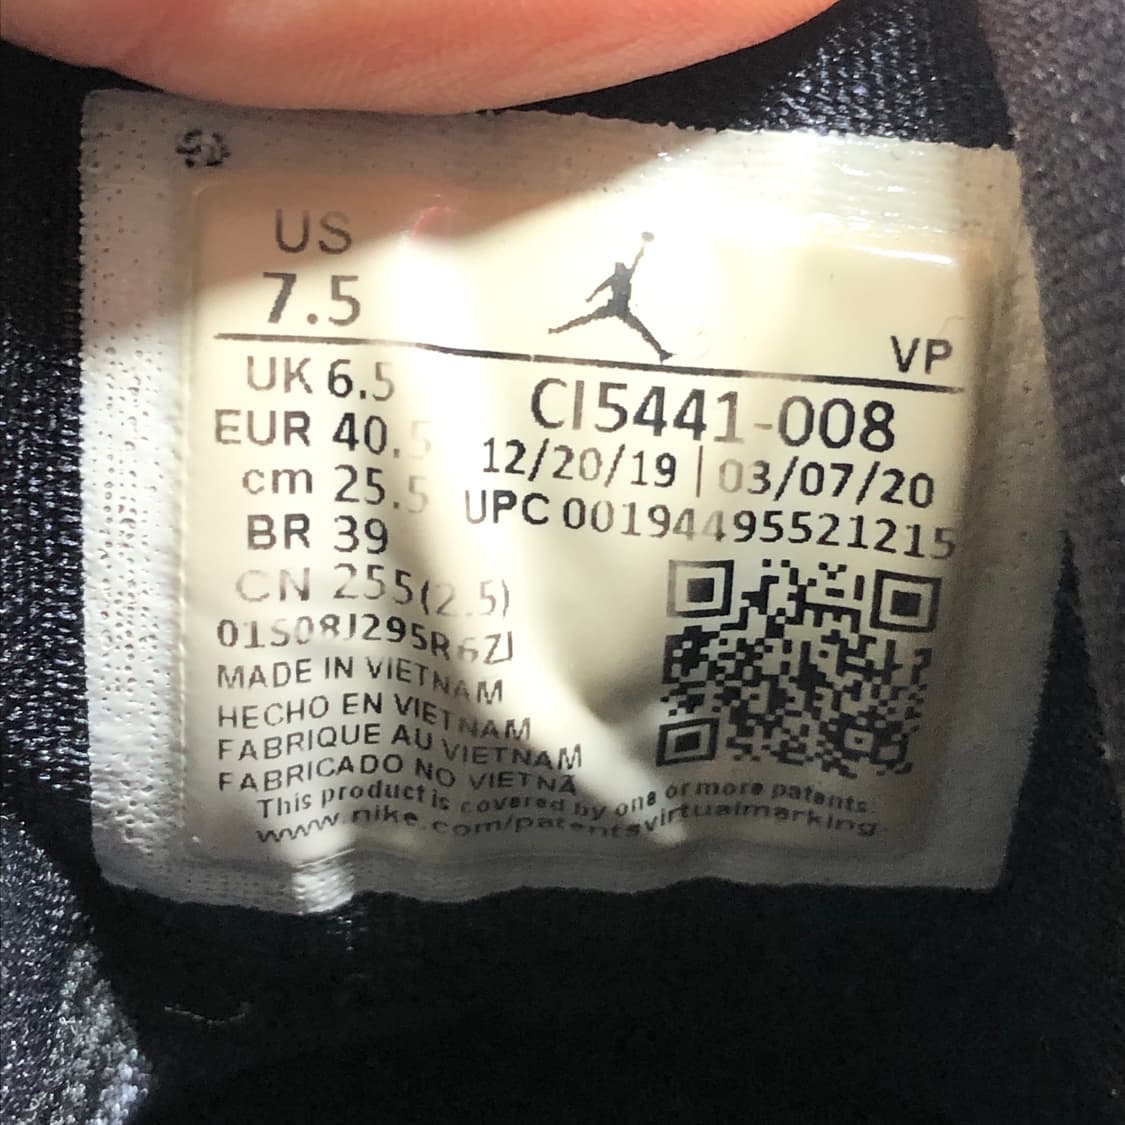 US
7.5
VP
UK 6.5
EUR 40.5
cm 25.5
BR 39
CN 255(2.5)
CI5441-008
12/20/19 | 03/07/20
UPC 00194495521215
01S08J295R6ZJ
MADE IN VIETNAM
HECHO EN VIETNAM
FABRIQUE AU VIETNAM
FABRICADO NO VIETNÃ
This product is covered by one or more patents:
www.nike.com/patentsvirtualmarking